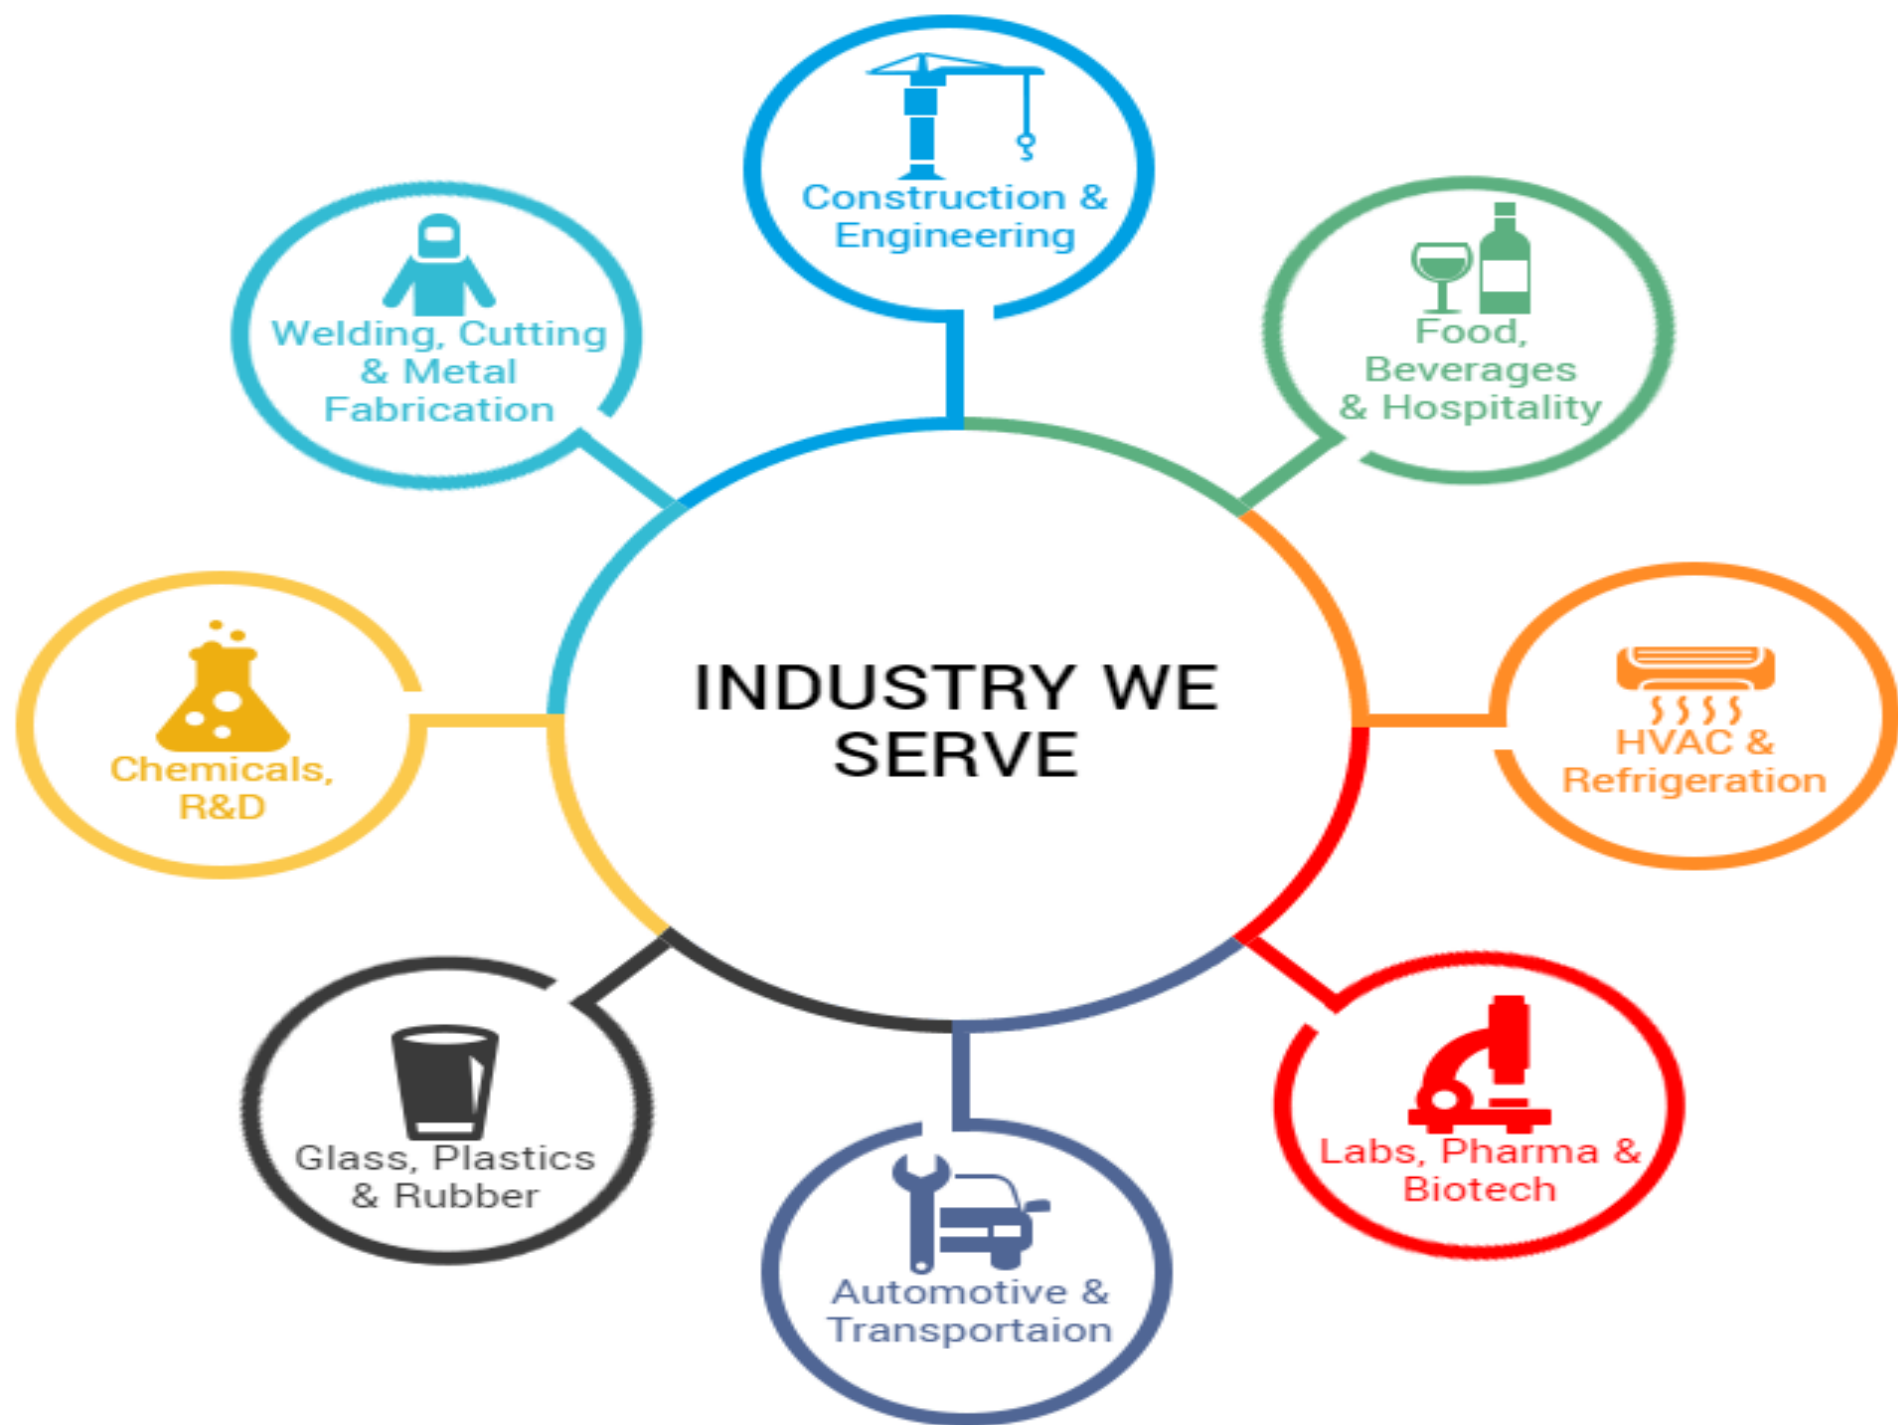 Construction &
Engineering
Food,
Beverages
& Hospitality
HVAC &
Refrigeration
Labs, Pharma &
Biotech
Automotive &
Transportaion
Glass, Plastics
& Rubber
Chemicals,
R&D
Welding, Cutting
& Metal
Fabrication
INDUSTRY WE
SERVE